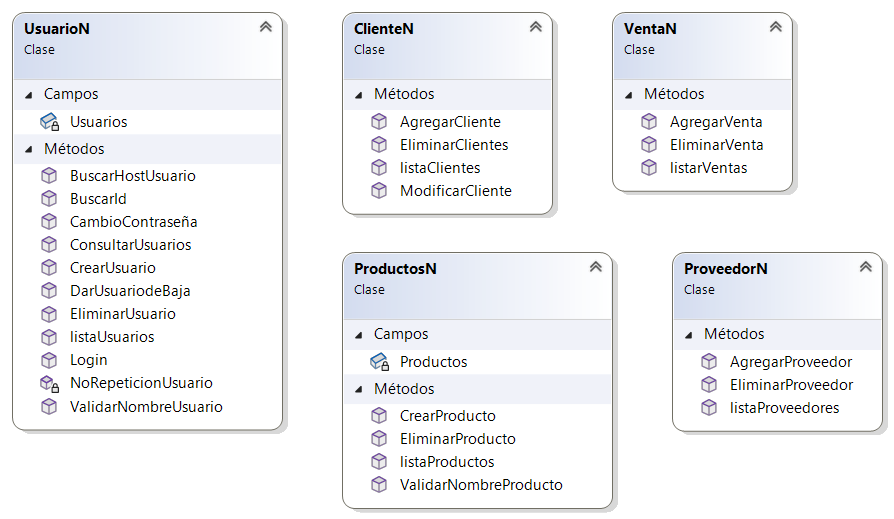 UsuarioN
Clase
Campos
Usuarios
Métodos
BuscarHostUsuario
BuscarId
CambioContraseña
ConsultarUsuarios
CrearUsuario
DarUsuariodeBaja
EliminarUsuario
listaUsuarios
Login
NoRepeticionUsuario
ValidarNombreUsuario
ClienteN
Clase
Métodos
AgregarCliente
EliminarClientes
listaClientes
ModificarCliente
VentaN
Clase
Métodos
AgregarVenta
EliminarVenta
listarVentas
ProductosN
Clase
Campos
Productos
Métodos
CrearProducto
EliminarProducto
listaProductos
ValidarNombreProducto
ProveedorN
Clase
Métodos
AgregarProveedor
EliminarProveedor
listaProveedores